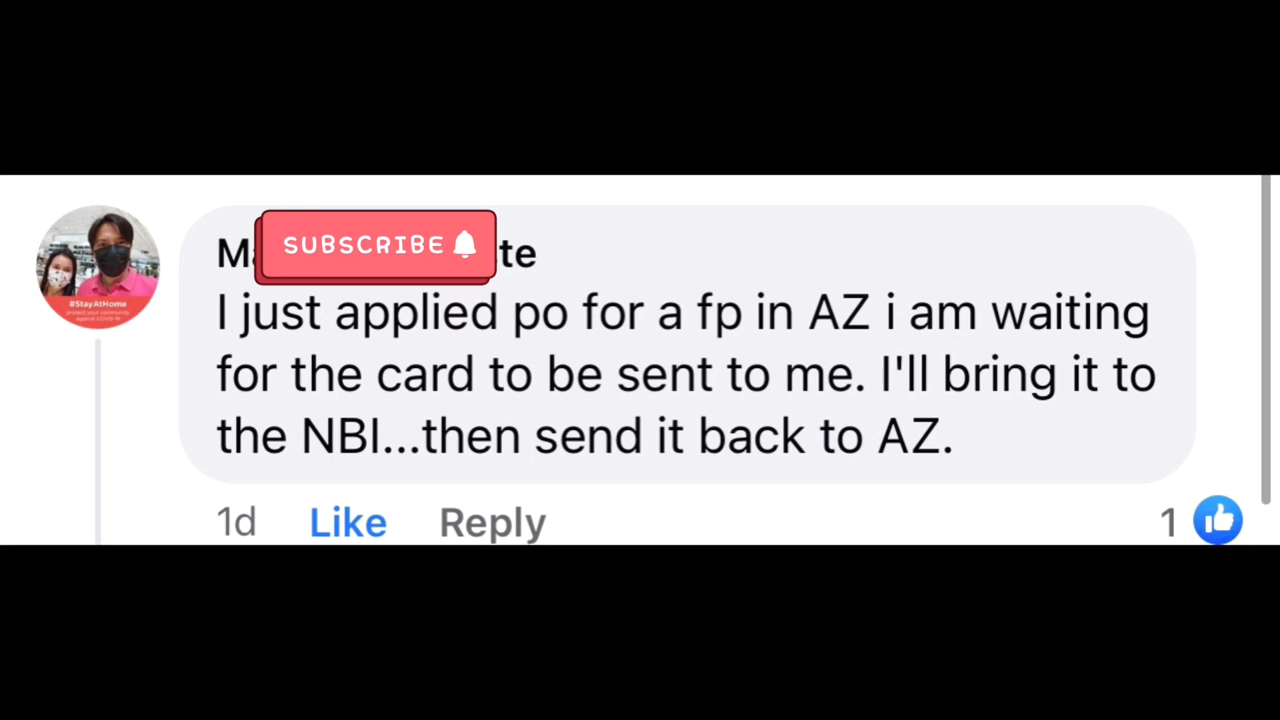 SUBSCRIBE
I just applied po for a fp in AZ i am waiting
for the card to be sent to me. I'll bring it to
the NBI...then send it back to AZ.
1d Like Reply 1
#StayAtHome